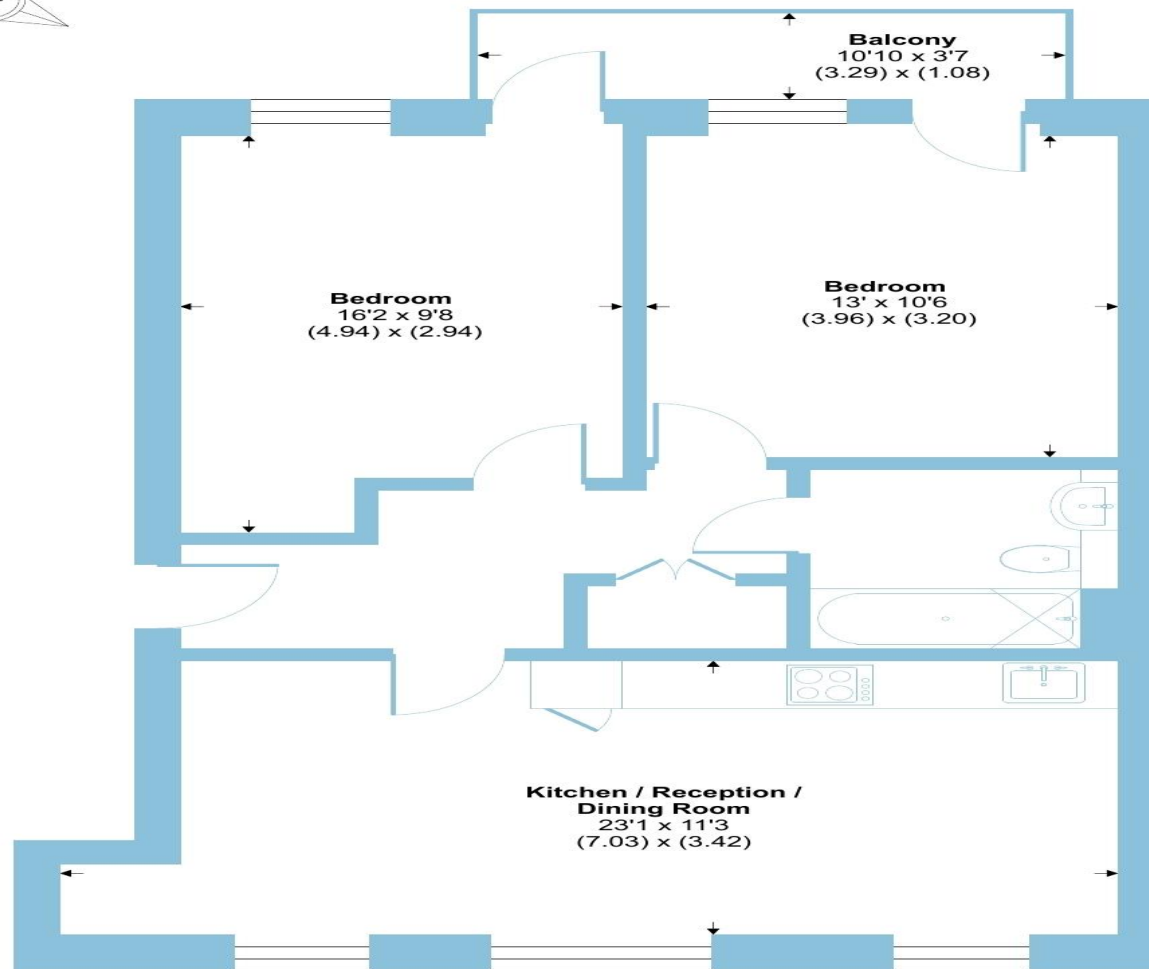 Balcony
10'10 x 3'7
(3.29) x (1.08)
Bedroom
16'2 x 9'8
(4.94) x (2.94)
Bedroom
13' x 10'6
(3.96) x (3.20)
Kitchen / Reception /
Dining Room
23'1 x 11'3
(7.03) x (3.42)